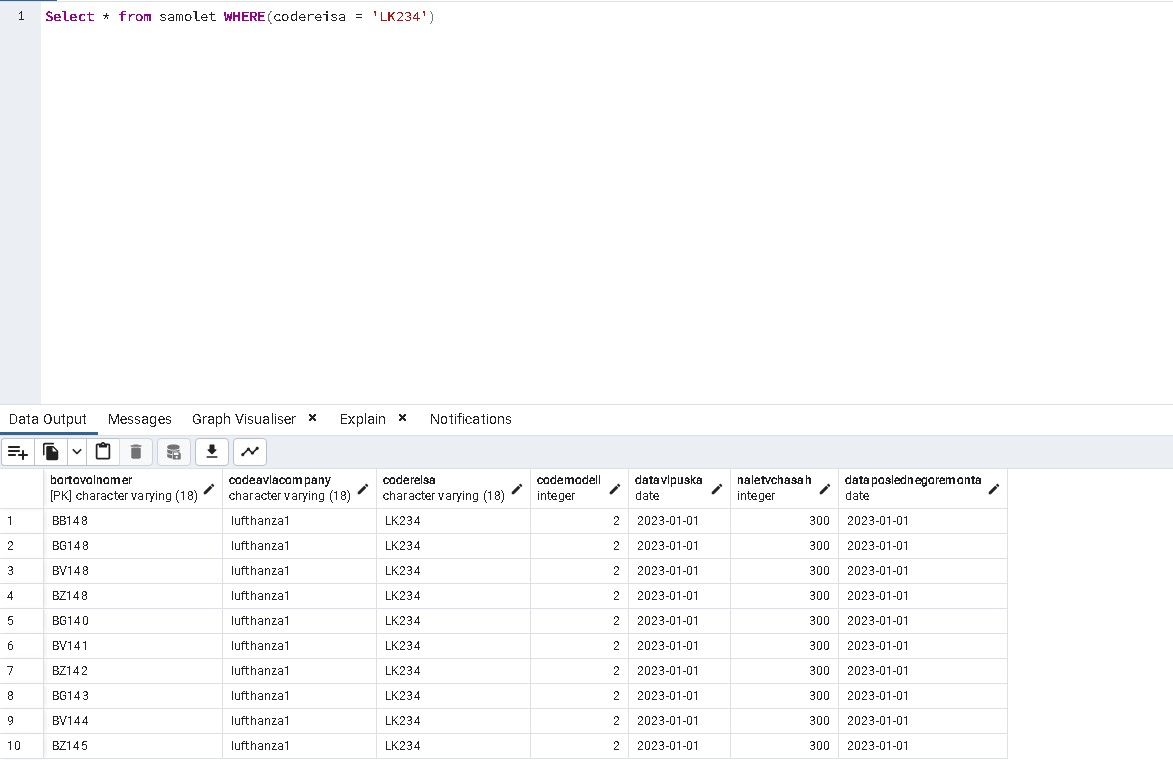 1 Select * from samolet WHERE(codereisa = 'LK234')
Data Output Messages Graph Visualiser × Explain × Notifications
bortovoinomer codeaviacompany codereisa codemodeli datavipuska naletvchasah dataposlednegoremonta
[PK] character varying (18) character varying (18) character varying (18) integer date integer date
1 BB148 lufthanza1 LK234 2 2023-01-01 300 2023-01-01
2 BG148 lufthanza1 LK234 2 2023-01-01 300 2023-01-01
3 BV148 lufthanza1 LK234 2 2023-01-01 300 2023-01-01
4 BZ148 lufthanza1 LK234 2 2023-01-01 300 2023-01-01
5 BG140 lufthanza1 LK234 2 2023-01-01 300 2023-01-01
6 BV141 lufthanza1 LK234 2 2023-01-01 300 2023-01-01
7 BZ142 lufthanza1 LK234 2 2023-01-01 300 2023-01-01
8 BG143 lufthanza1 LK234 2 2023-01-01 300 2023-01-01
9 BV144 lufthanza1 LK234 2 2023-01-01 300 2023-01-01
10 BZ145 lufthanza1 LK234 2 2023-01-01 300 2023-01-01